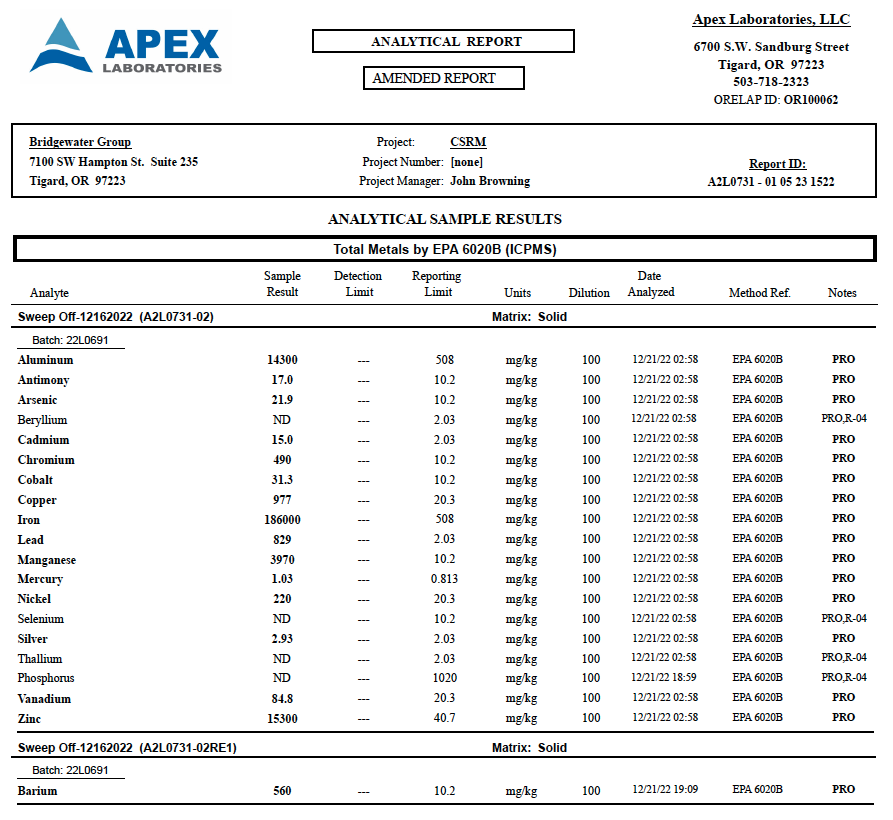 APEX
LABORATORIES
ANALYTICAL REPORT
AMENDED REPORT
Apex Laboratories, LLC
6700 S.W. Sandburg Street
Tigard, OR 97223
503-718-2323
ORELAP ID: OR100062
Bridgewater Group
7100 SW Hampton St. Suite 235
Tigard, OR 97223
Project: CSRM
Project Number: [none]
Project Manager: John Browning
Report ID:
A2L0731 - 01 05 23 1522
ANALYTICAL SAMPLE RESULTS
Total Metals by EPA 6020B (ICPMS)
Analyte Sample Result Detection Limit Reporting Limit Units Dilution Date Analyzed Method Ref. Notes
Sweep Off-12162022 (A2L0731-02) Matrix: Solid
Batch: 22L0691
Aluminum 14300 --- 508 mg/kg 100 12/21/22 02:58 EPA 6020B PRO
Antimony 17.0 --- 10.2 mg/kg 100 12/21/22 02:58 EPA 6020B PRO
Arsenic 21.9 --- 10.2 mg/kg 100 12/21/22 02:58 EPA 6020B PRO
Beryllium ND --- 2.03 mg/kg 100 12/21/22 02:58 EPA 6020B PRO,R-04
Cadmium 15.0 --- 2.03 mg/kg 100 12/21/22 02:58 EPA 6020B PRO
Chromium 490 --- 10.2 mg/kg 100 12/21/22 02:58 EPA 6020B PRO
Cobalt 31.3 --- 10.2 mg/kg 100 12/21/22 02:58 EPA 6020B PRO
Copper 977 --- 20.3 mg/kg 100 12/21/22 02:58 EPA 6020B PRO
Iron 186000 --- 508 mg/kg 100 12/21/22 02:58 EPA 6020B PRO
Lead 829 --- 2.03 mg/kg 100 12/21/22 02:58 EPA 6020B PRO
Manganese 3970 --- 10.2 mg/kg 100 12/21/22 02:58 EPA 6020B PRO
Mercury 1.03 --- 0.813 mg/kg 100 12/21/22 02:58 EPA 6020B PRO
Nickel 220 --- 20.3 mg/kg 100 12/21/22 02:58 EPA 6020B PRO
Selenium ND --- 10.2 mg/kg 100 12/21/22 02:58 EPA 6020B PRO,R-04
Silver 2.93 --- 2.03 mg/kg 100 12/21/22 02:58 EPA 6020B PRO
Thallium ND --- 2.03 mg/kg 100 12/21/22 02:58 EPA 6020B PRO,R-04
Phosphorus ND --- 1020 mg/kg 100 12/21/22 18:59 EPA 6020B PRO,R-04
Vanadium 84.8 --- 20.3 mg/kg 100 12/21/22 02:58 EPA 6020B PRO
Zinc 15300 --- 40.7 mg/kg 100 12/21/22 02:58 EPA 6020B PRO
Sweep Off-12162022 (A2L0731-02RE1) Matrix: Solid
Batch: 22L0691
Barium 560 --- 10.2 mg/kg 100 12/21/22 19:09 EPA 6020B PRO